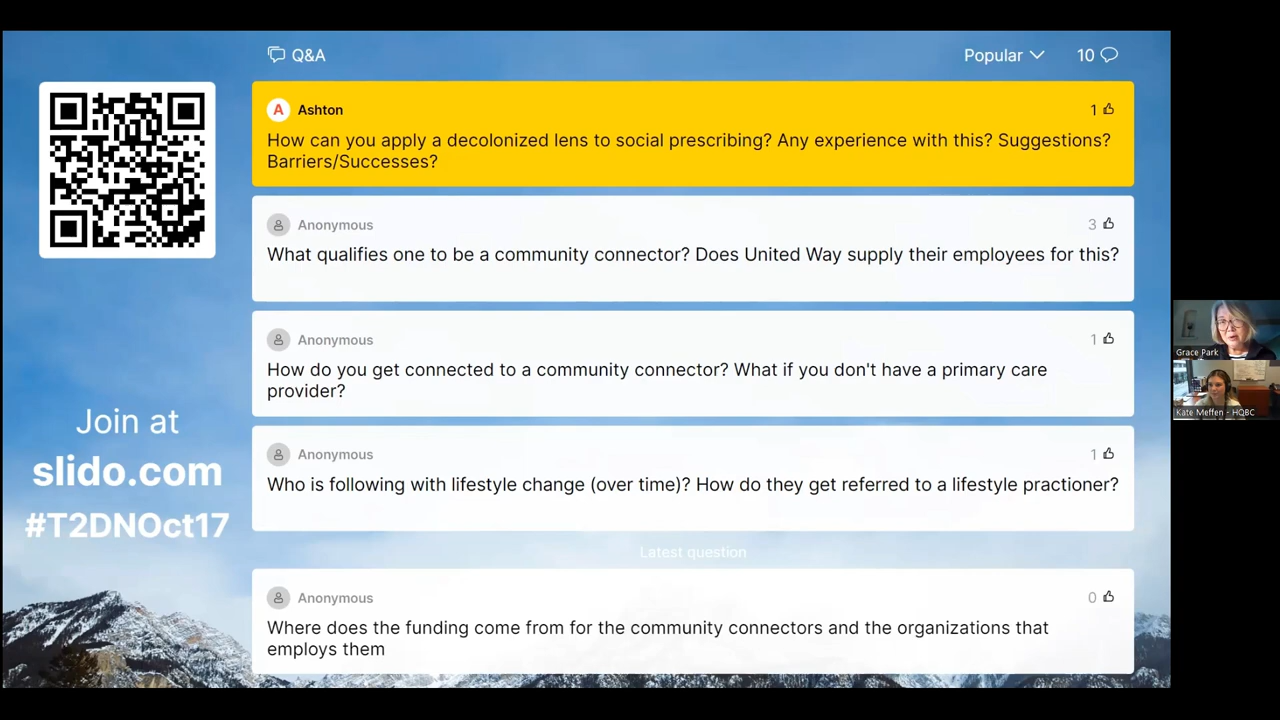 Q&A
Popular
10
A Ashton
1
How can you apply a decolonized lens to social prescribing? Any experience with this? Suggestions?
Barriers/Successes?
Anonymous
3
What qualifies one to be a community connector? Does United Way supply their employees for this?
Anonymous
1
How do you get connected to a community connector? What if you don't have a primary care
provider?
Anonymous
1
Who is following with lifestyle change (over time)? How do they get referred to a lifestyle practioner?
Latest question
Anonymous
0
Where does the funding come from for the community connectors and the organizations that
employs them
Join at
slido.com
#T2DNOct17
Grace Park
Kate Meffen - HQBC